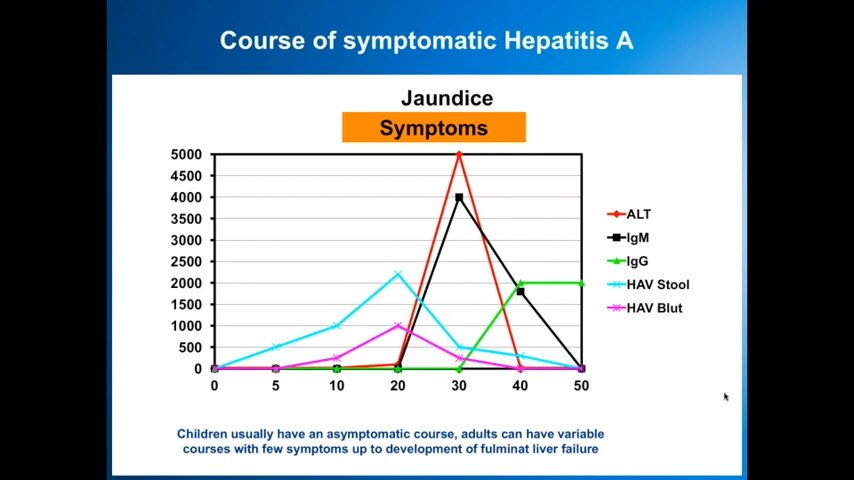 Course of symptomatic Hepatitis A
Jaundice
Symptoms
5000
4500
4000
3500
3000
2500
2000
1500
1000
500
0
0 5 10 20 30 40 50
ALT
IgM
IgG
HAV Stool
HAV Blut
Children usually have an asymptomatic course, adults can have variable
courses with few symptoms up to development of fulminat liver failure